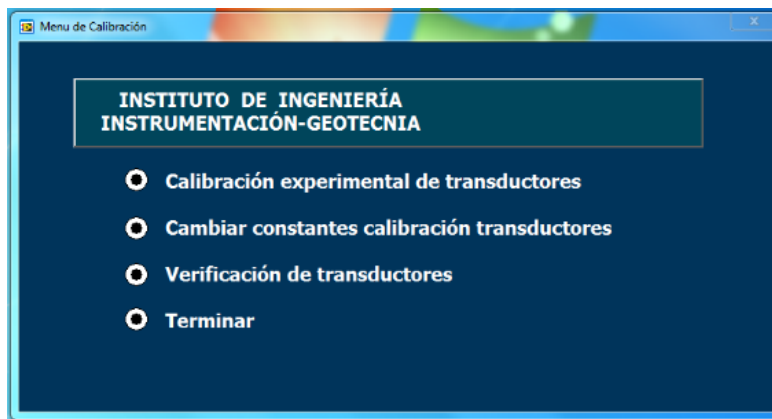 Menu de Calibración
x
INSTITUTO DE INGENIERÍA
INSTRUMENTACIÓN-GEOTECNIA
Calibración experimental de transductores
Cambiar constantes calibración transductores
Verificación de transductores
Terminar